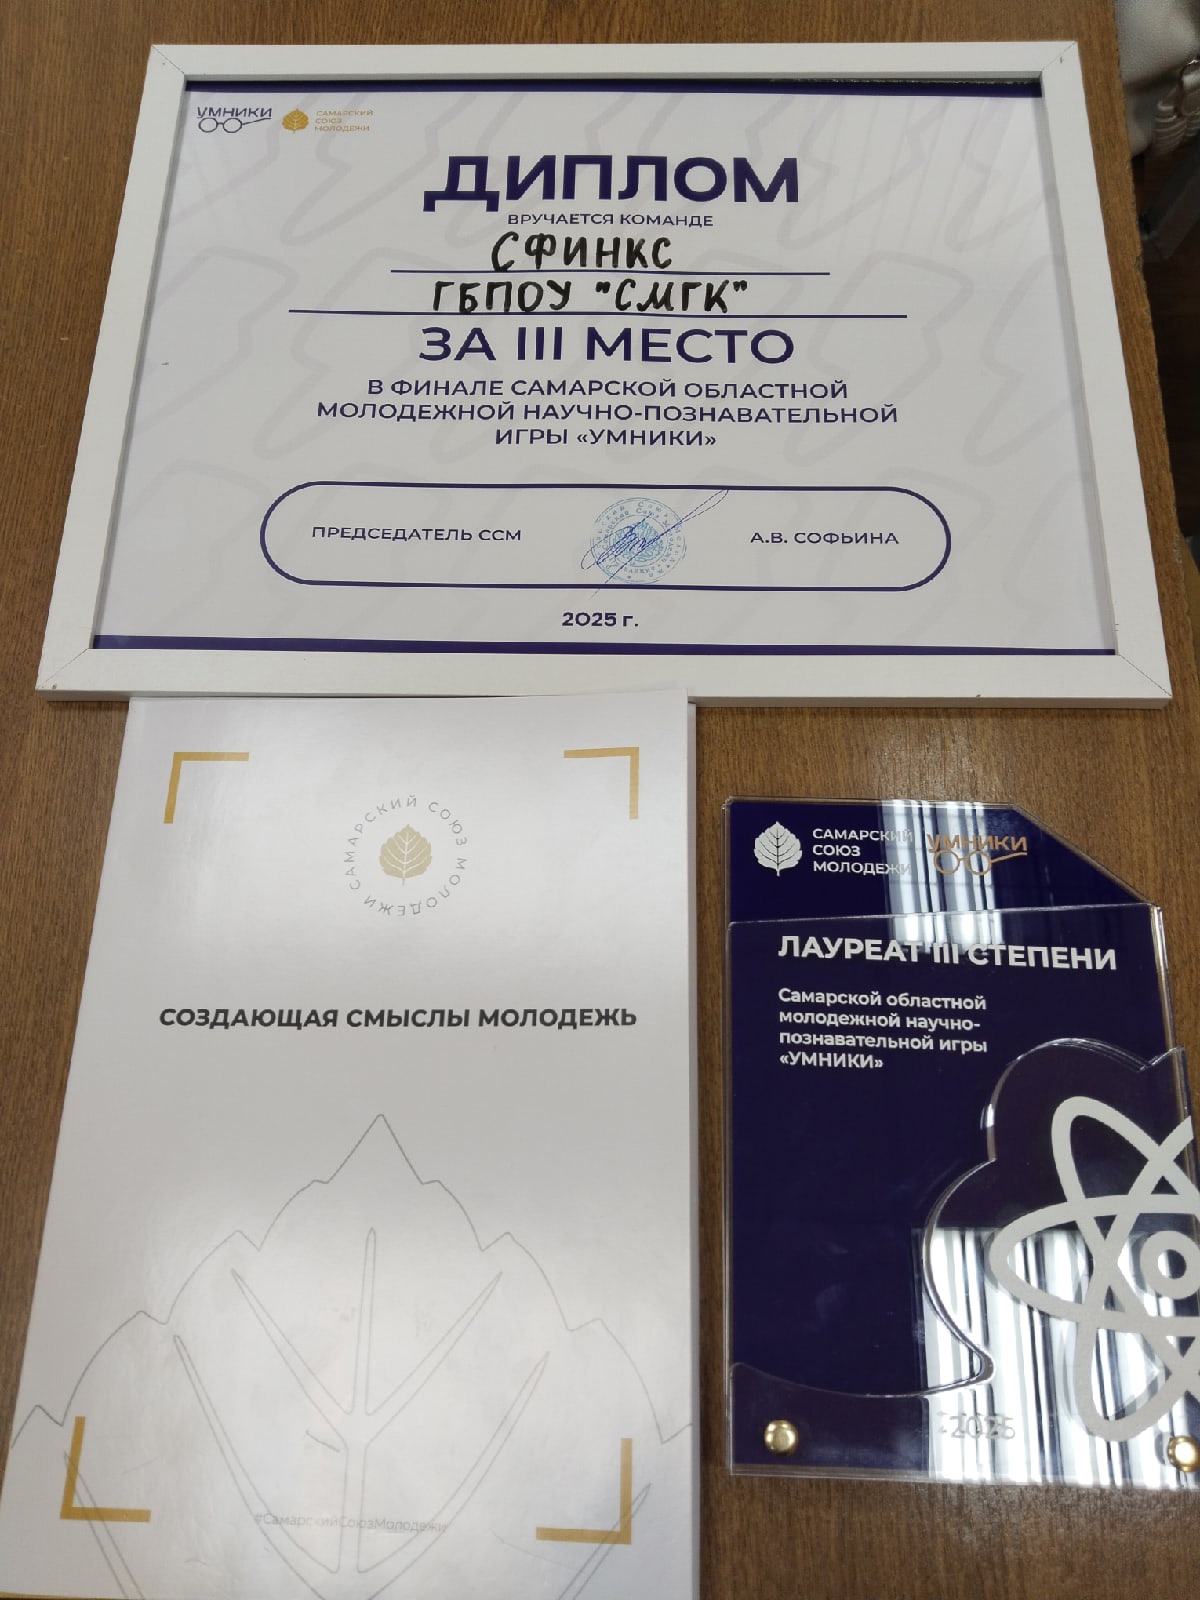 УМНИКИ
САМАРСКИЙ
СОЮЗ
МОЛОДЕЖИ
ДИПЛОМ
ВРУЧАЕТСЯ КОМАНДЕ
СФИНКС
ГБПОУ "СМГК"
ЗА III МЕСТО
В ФИНАЛЕ САМАРСКОЙ ОБЛАСТНОЙ
МОЛОДЕЖНОЙ НАУЧНО-ПОЗНАВАТЕЛЬНОЙ
ИГРЫ «УМНИКИ»
ПРЕДСЕДАТЕЛЬ ССМ
А.В. СОФЬИНА
2025 г.
САМАРСКИЙ СОЮЗ МОЛОДЕЖИ
СОЗДАЮЩАЯ СМЫСЛЫ МОЛОДЕЖЬ
#СамарскийСоюзМолодежи
САМАРСКИЙ
СОЮЗ
МОЛОДЕЖИ
УМНИКИ
ЛАУРЕАТ III СТЕПЕНИ
Самарской областной
молодежной научно-
познавательной игры
«УМНИКИ»
2025